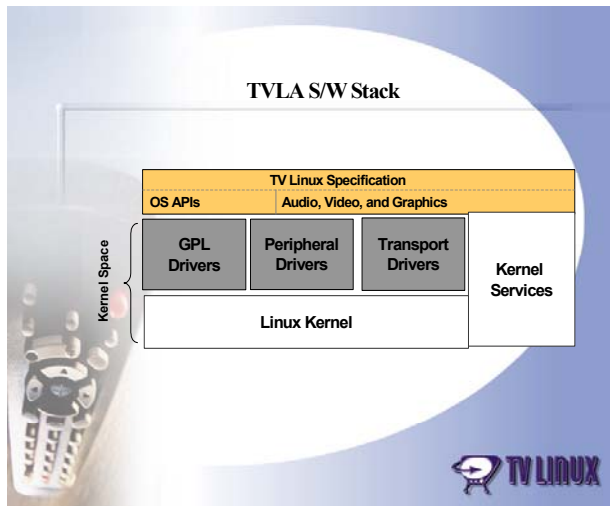 TVLA S/W Stack
TV Linux Specification
OS APIs
Audio, Video, and Graphics
Kernel Space
GPL
Drivers
Peripheral
Drivers
Transport
Drivers
Kernel
Services
Linux Kernel
TV LINUX